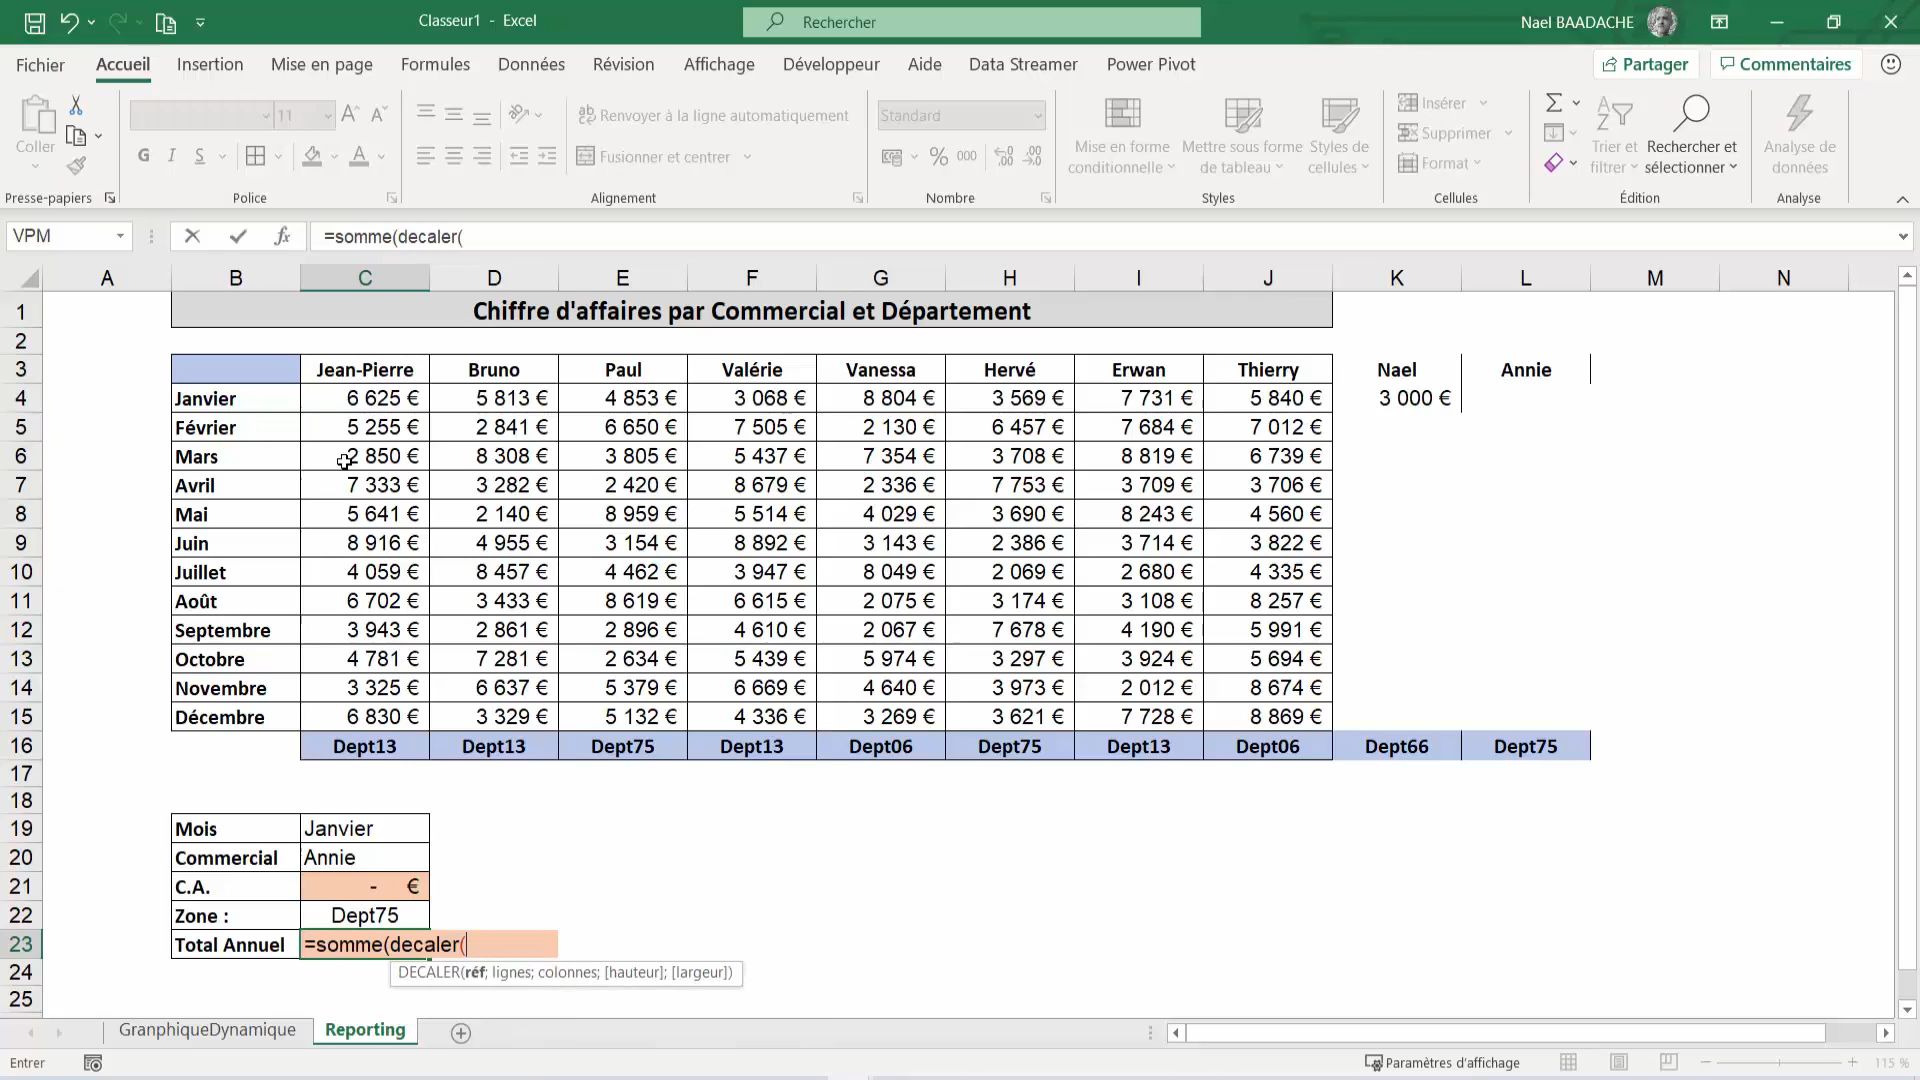 Classeur1 - Excel
Rechercher
Nael BAADACHE
Fichier Accueil Insertion Mise en page Formules Données Révision Affichage Développeur Aide Data Streamer Power Pivot
Partager Commentaires
Coller
11
G I S
Renvoyer à la ligne automatiquement
Fusionner et centrer
Standard
% 000
Mise en forme conditionnelle
Mettre sous forme de tableau
Styles de cellules
Insérer
Supprimer
Format
Trier et filtrer
Rechercher et sélectionner
Analyse de données
Presse-papiers Police Alignement Nombre Styles Cellules Édition Analyse
VPM fx =somme(decaler(
A B C D E F G H I J K L M N
1 Chiffre d'affaires par Commercial et Département
2
3 Jean-Pierre Bruno Paul Valérie Vanessa Hervé Erwan Thierry Nael Annie
4 Janvier 6 625 € 5 813 € 4 853 € 3 068 € 8 804 € 3 569 € 7 731 € 5 840 € 3 000 €
5 Février 5 255 € 2 841 € 6 650 € 7 505 € 2 130 € 6 457 € 7 684 € 7 012 €
6 Mars 2 850 € 8 308 € 3 805 € 5 437 € 7 354 € 3 708 € 8 819 € 6 739 €
7 Avril 7 333 € 3 282 € 2 420 € 8 679 € 2 336 € 7 753 € 3 709 € 3 706 €
8 Mai 5 641 € 2 140 € 8 959 € 5 514 € 4 029 € 3 690 € 8 243 € 4 560 €
9 Juin 8 916 € 4 955 € 3 154 € 8 892 € 3 143 € 2 386 € 3 714 € 3 822 €
10 Juillet 4 059 € 8 457 € 4 462 € 3 947 € 8 049 € 2 069 € 2 680 € 4 335 €
11 Août 6 702 € 3 433 € 8 619 € 6 615 € 2 075 € 3 174 € 3 108 € 8 257 €
12 Septembre 3 943 € 2 861 € 2 896 € 4 610 € 2 067 € 7 678 € 4 190 € 5 991 €
13 Octobre 4 781 € 7 281 € 2 634 € 5 439 € 5 974 € 3 297 € 3 924 € 5 694 €
14 Novembre 3 325 € 6 637 € 5 379 € 6 669 € 4 640 € 3 973 € 2 012 € 8 674 €
15 Décembre 6 830 € 3 329 € 5 132 € 4 336 € 3 269 € 3 621 € 7 728 € 8 869 €
16 Dept13 Dept13 Dept75 Dept13 Dept06 Dept75 Dept13 Dept06 Dept66 Dept75
17
18
19 Mois Janvier
20 Commercial Annie
21 C.A. - €
22 Zone : Dept75
23 Total Annuel =somme(decaler(
24 DECALER(réf; lignes; colonnes; [hauteur]; [largeur])
25
GranphiqueDynamique Reporting
Entrer Paramètres d'affichage 115 %